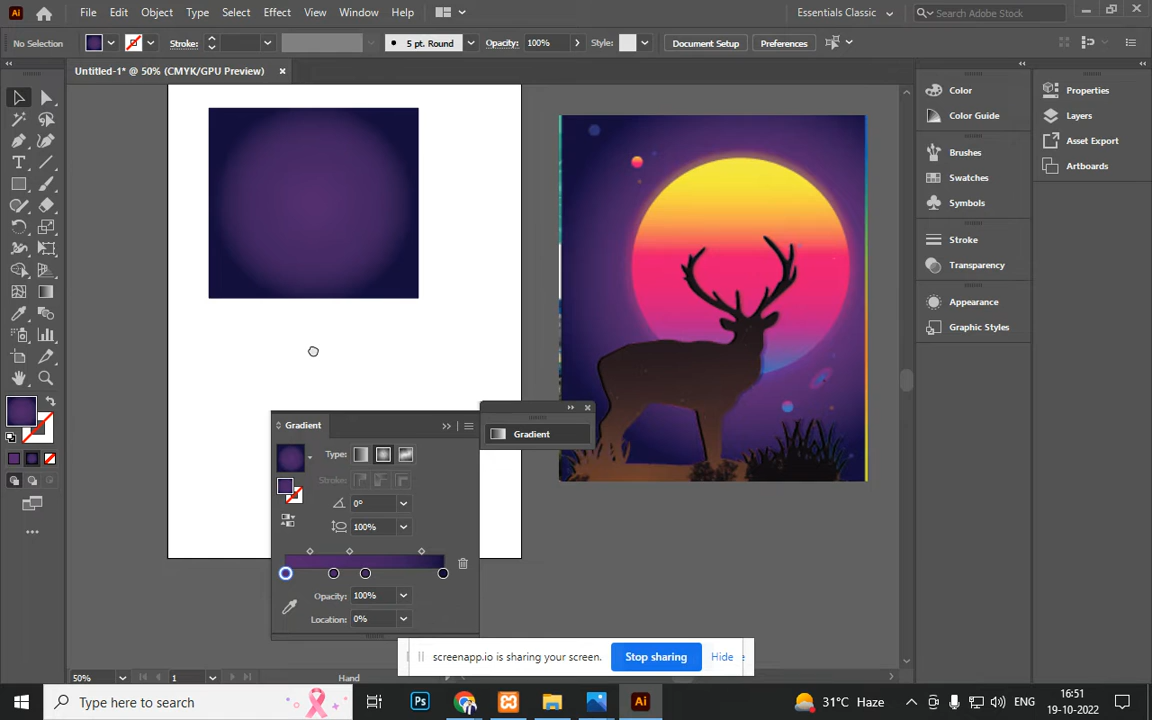 Ai File Edit Object Type Select Effect View Window Help Essentials Classic Search Adobe Stock
No Selection Stroke: 5 pt. Round Opacity: 100% Style: Document Setup Preferences
Untitled-1* @ 50% (CMYK/GPU Preview)
Color
Color Guide
Brushes
Swatches
Symbols
Stroke
Transparency
Appearance
Graphic Styles
Properties
Layers
Asset Export
Artboards
Gradient
Gradient
Type:
Stroke:
0°
100%
Opacity: 100%
Location: 0%
screenapp.io is sharing your screen. Stop sharing Hide
50% 1 Hand
Type here to search Ps Ai 31°C Haze ENG 16:51
19-10-2022